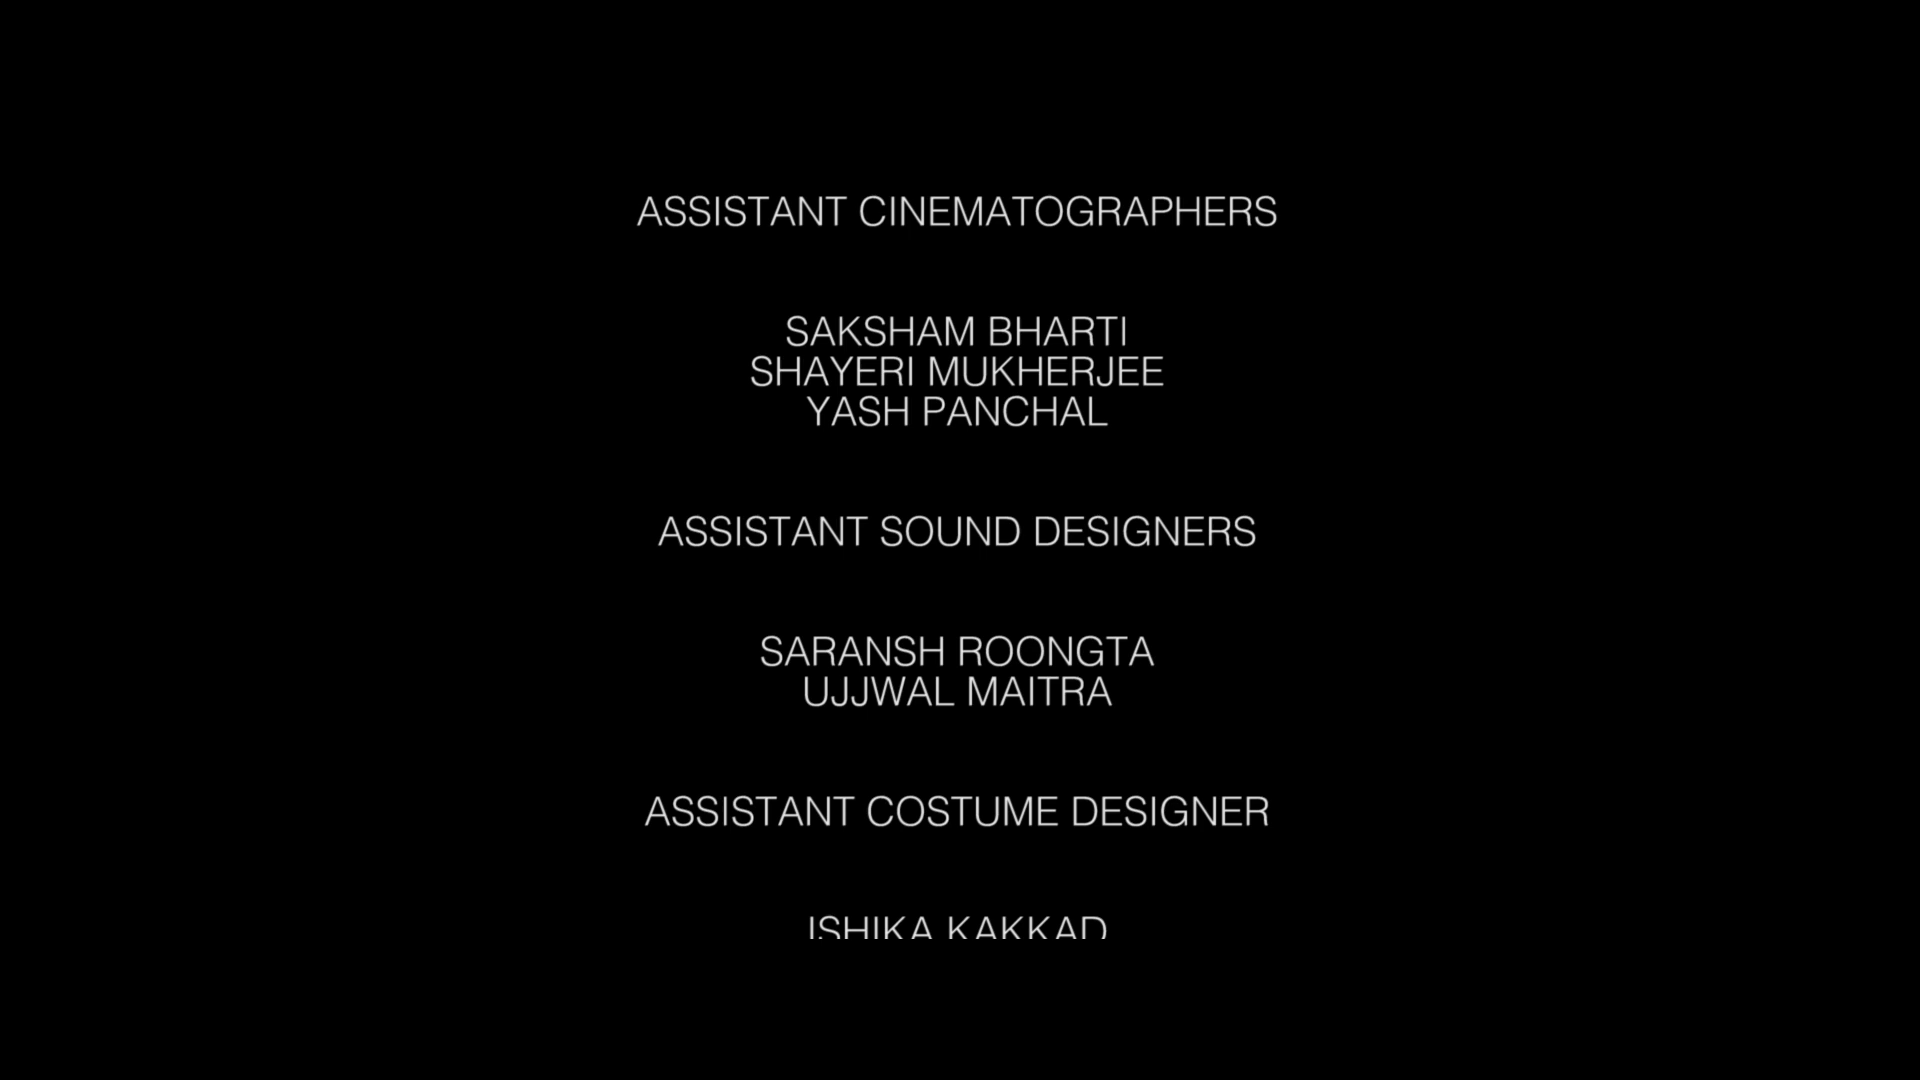 ASSISTANT CINEMATOGRAPHERS
SAKSHAM BHARTI
SHAYERI MUKHERJEE
YASH PANCHAL
ASSISTANT SOUND DESIGNERS
SARANSH ROONGTA
UJJWAL MAITRA
ASSISTANT COSTUME DESIGNER
ISHIKA KAKKAD